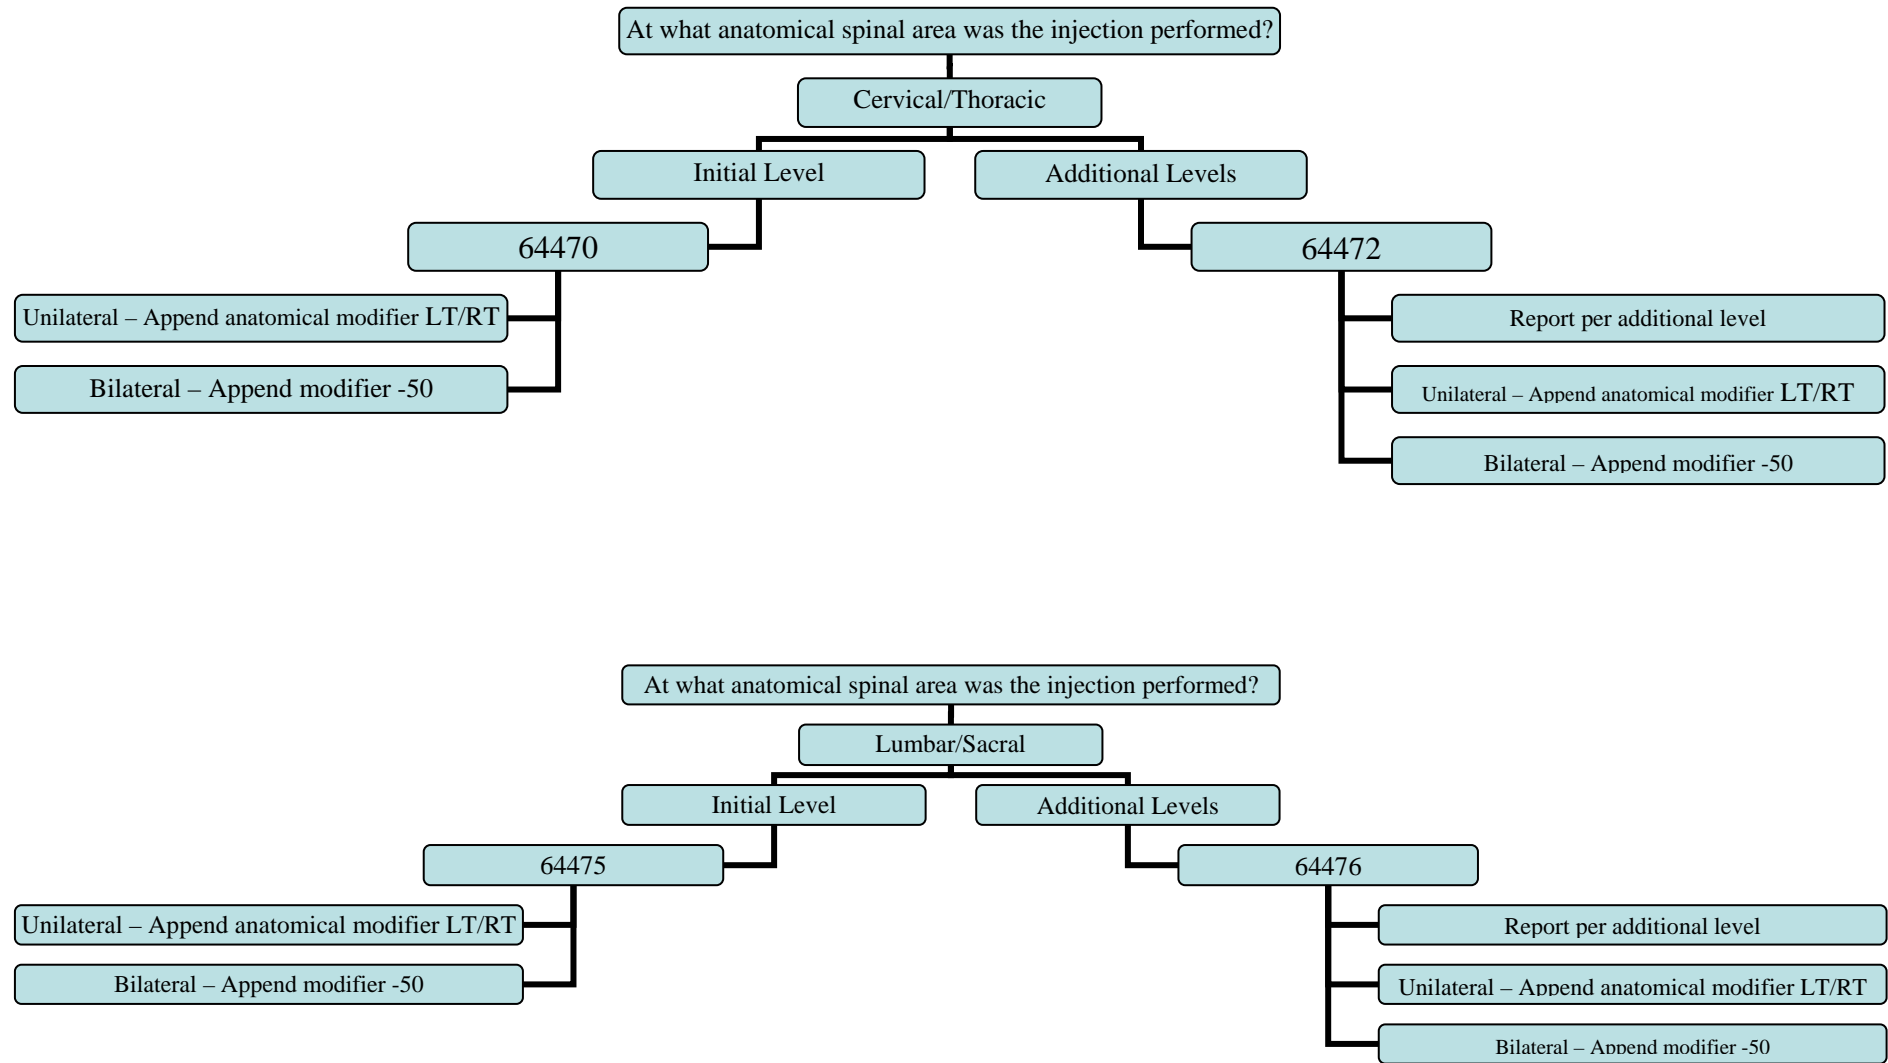 At what anatomical spinal area was the injection performed?
Cervical/Thoracic
Initial Level
Additional Levels
64470
64472
Unilateral – Append anatomical modifier LT/RT
Bilateral – Append modifier -50
Report per additional level
Unilateral – Append anatomical modifier LT/RT
Bilateral – Append modifier -50
At what anatomical spinal area was the injection performed?
Lumbar/Sacral
Initial Level
Additional Levels
64475
64476
Unilateral – Append anatomical modifier LT/RT
Bilateral – Append modifier -50
Report per additional level
Unilateral – Append anatomical modifier LT/RT
Bilateral – Append modifier -50